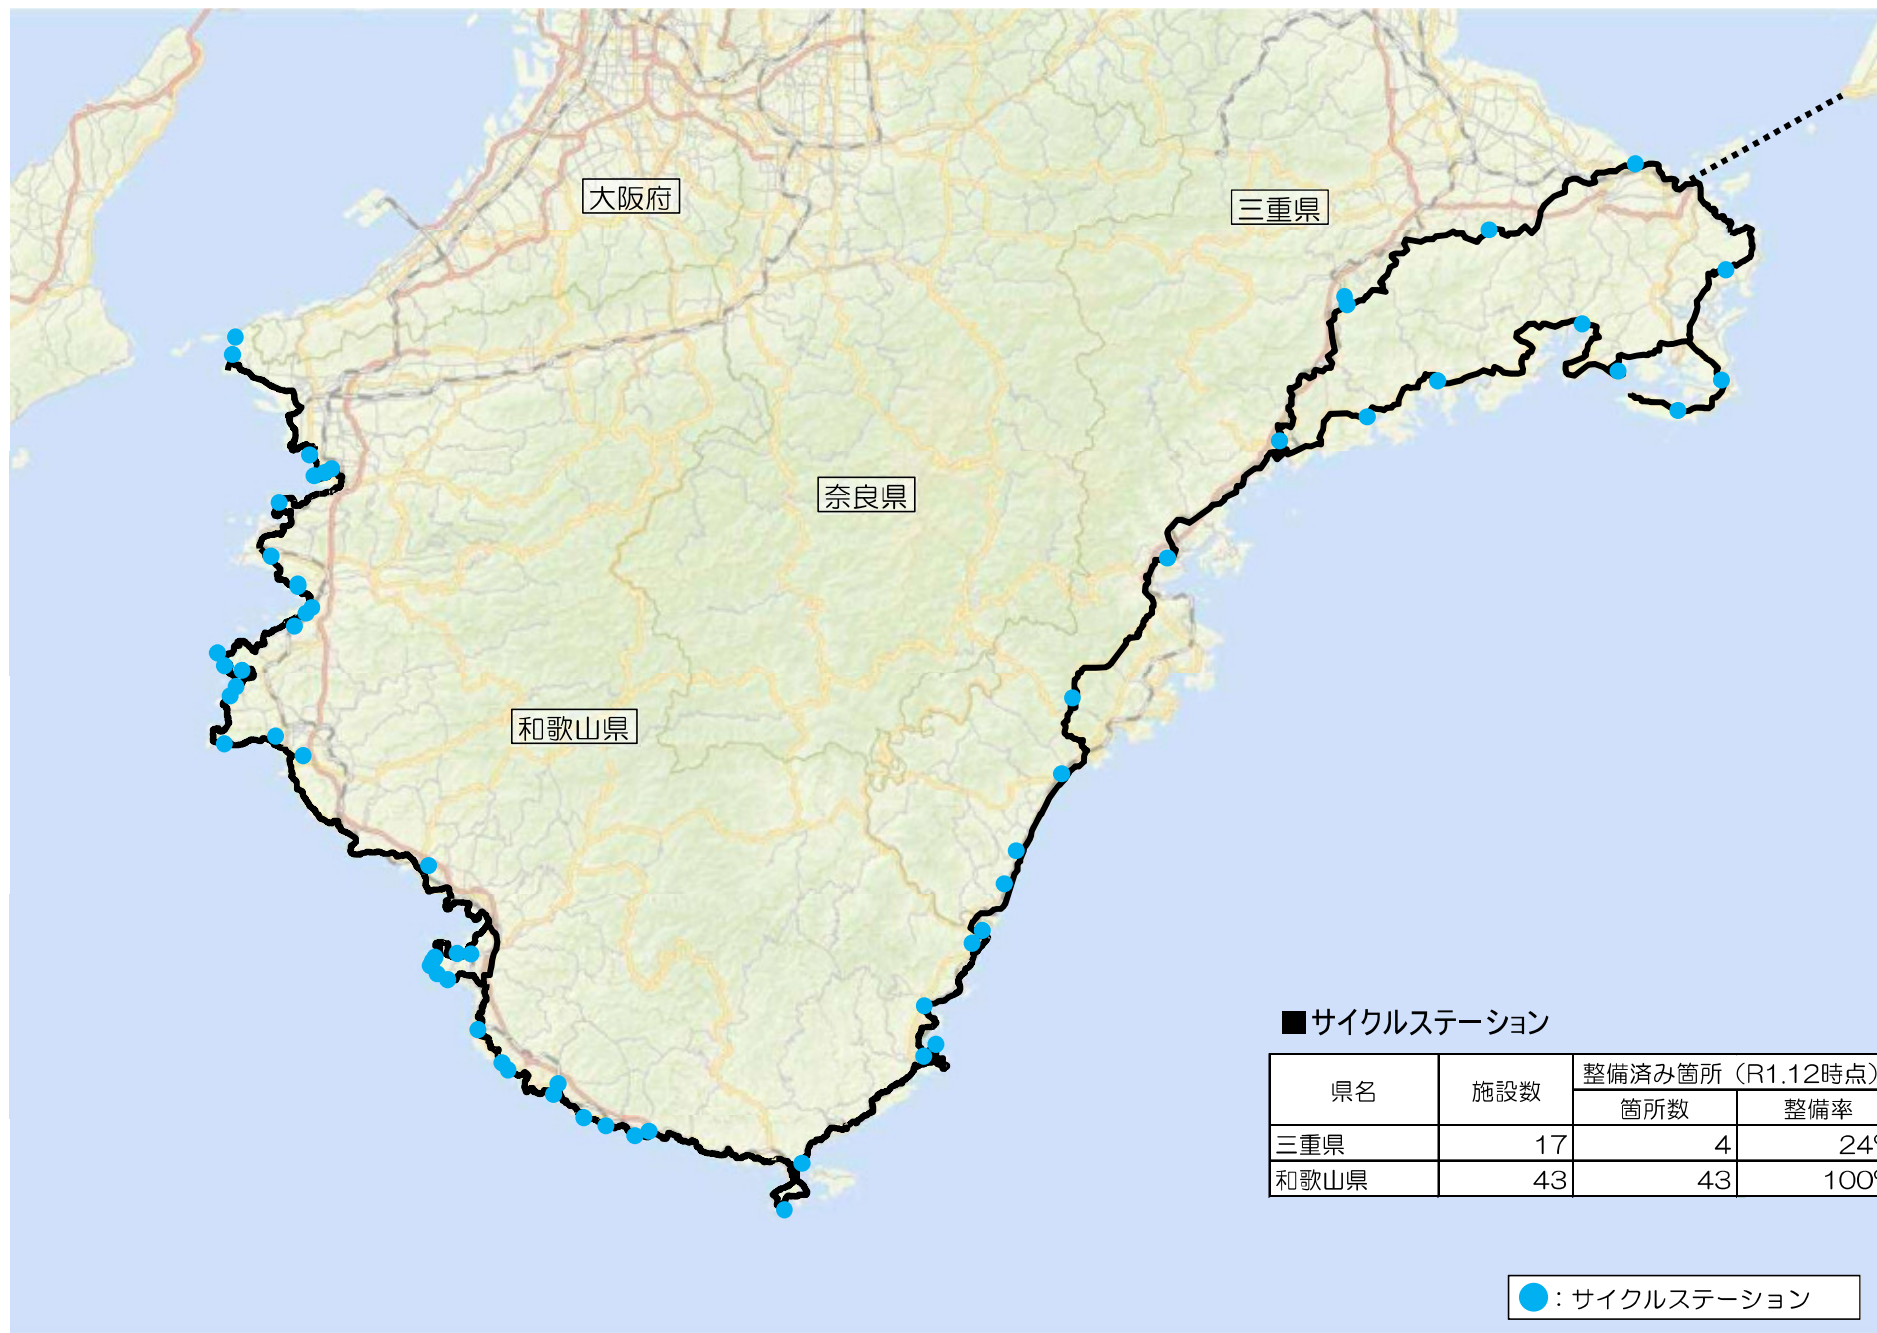 大阪府
三重県
奈良県
和歌山県
■サイクルステーション
県名 施設数 整備済み箇所（R1.12時点）
箇所数 整備率
三重県 17 4 24%
和歌山県 43 43 100%
：サイクルステーション